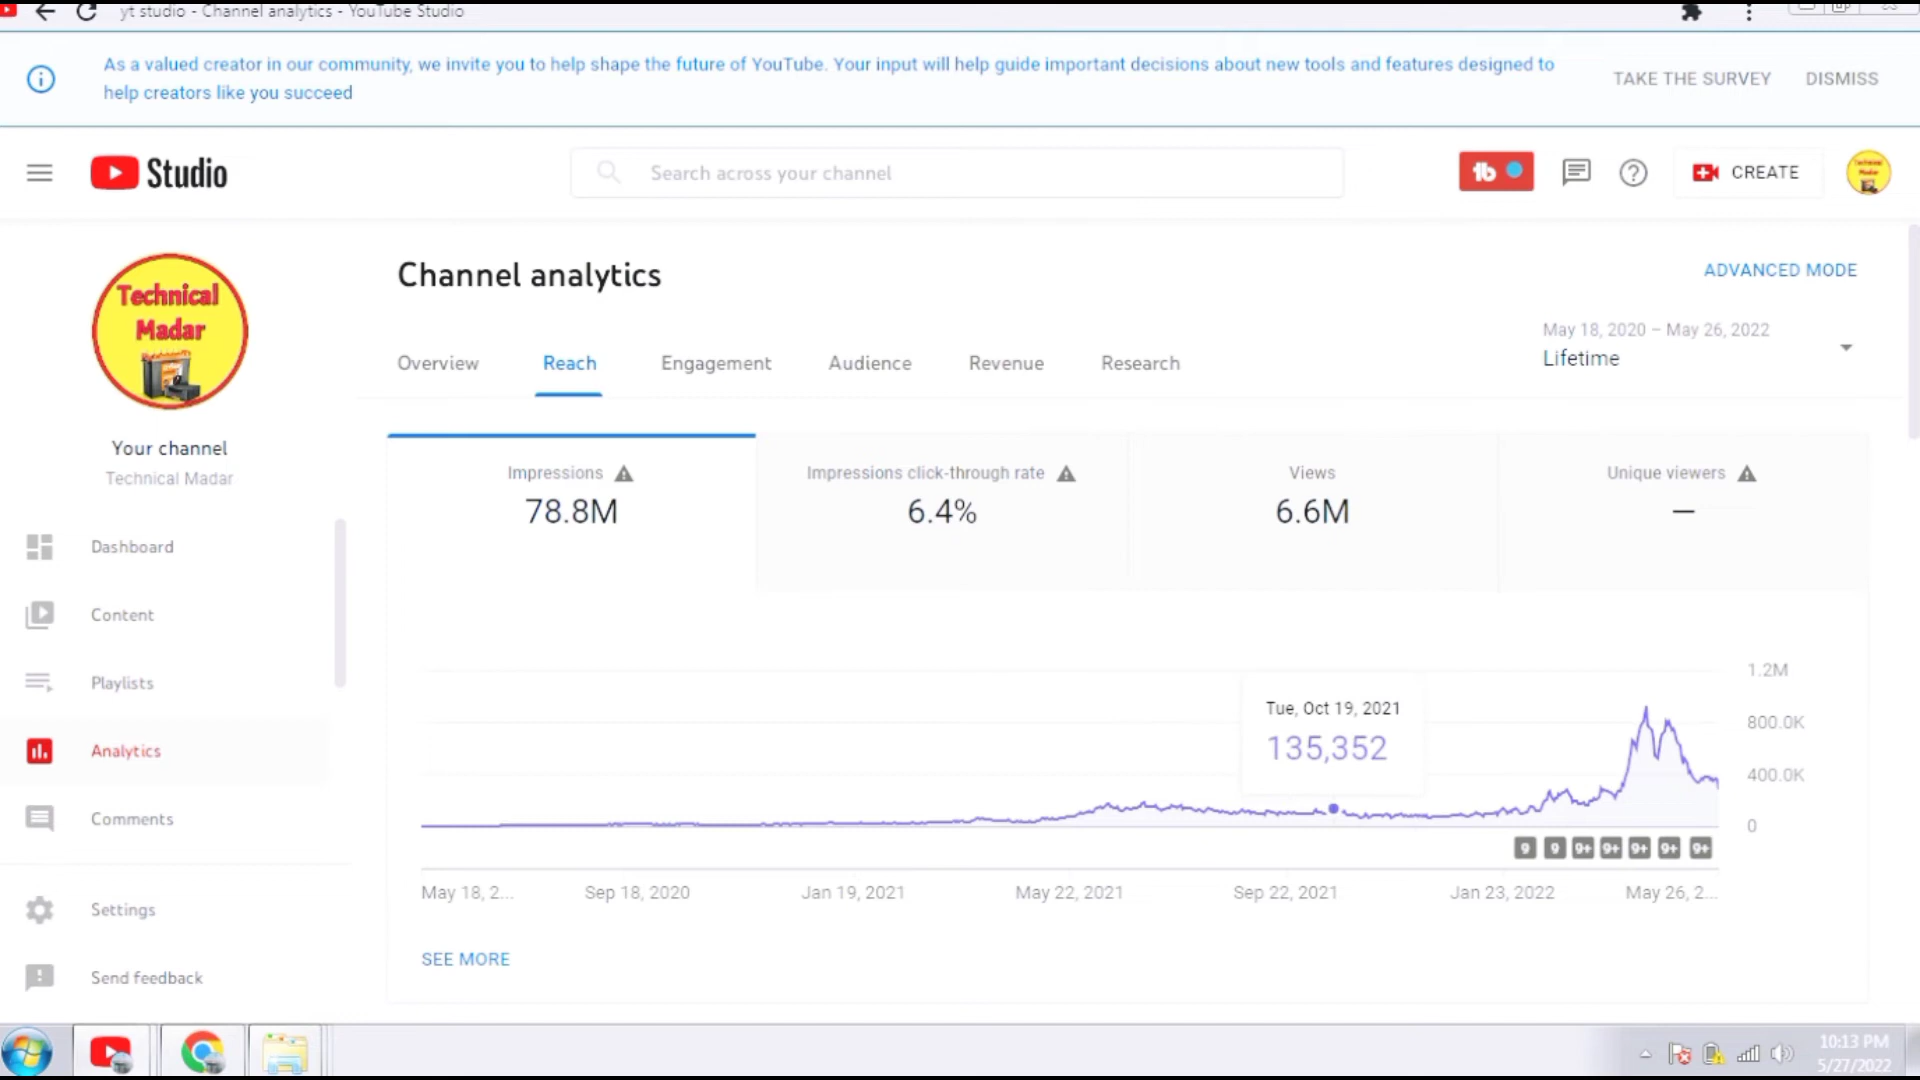 yt studio - Channel analytics - YouTube Studio
As a valued creator in our community, we invite you to help shape the future of YouTube. Your input will help guide important decisions about new tools and features designed to
help creators like you succeed
TAKE THE SURVEY
DISMISS
Studio
Search across your channel
CREATE
Technical
Madar
Your channel
Technical Madar
Dashboard
Content
Playlists
Analytics
Comments
Settings
Send feedback
Channel analytics
ADVANCED MODE
Overview
Reach
Engagement
Audience
Revenue
Research
May 18, 2020 – May 26, 2022
Lifetime
Impressions
78.8M
Impressions click-through rate
6.4%
Views
6.6M
Unique viewers
—
Tue, Oct 19, 2021
135,352
1.2M
800.0K
400.0K
0
9 9 9+ 9+ 9+ 9+ 9+
May 18, 2...
Sep 18, 2020
Jan 19, 2021
May 22, 2021
Sep 22, 2021
Jan 23, 2022
May 26, 2...
SEE MORE
10:13 PM
5/27/2022